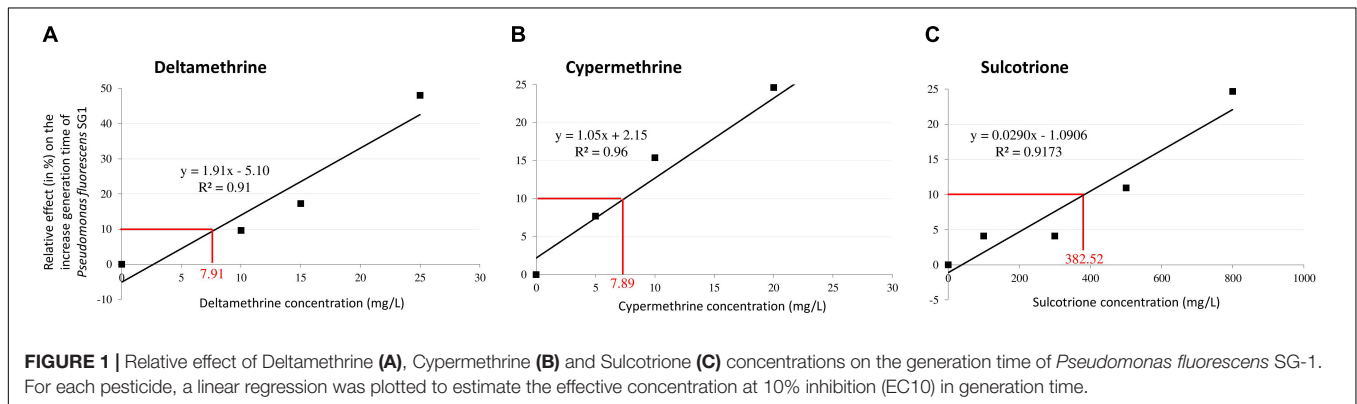 A
Deltamethrine
Relative effect (in %) on the
increase generation time of
Pseudomonas fluorescens SG1
50
40
30
20
10
0
-10
y = 1.91x - 5.10
R² = 0.91
7.91
0 5 10 15 20 25 30
Deltamethrine concentration (mg/L)
B
Cypermethrine
25
20
15
10
5
0
y = 1.05x + 2.15
R² = 0.96
7.89
0 5 10 15 20 25
Cypermethrine concentration (mg/L)
C
Sulcotrione
25
20
15
10
5
0
-5
y = 0.0290x - 1.0906
R² = 0.9173
382.52
0 200 400 600 800 1000
Sulcotrione concentration (mg/L)
FIGURE 1 | Relative effect of Deltamethrine (A), Cypermethrine (B) and Sulcotrione (C) concentrations on the generation time of Pseudomonas fluorescens SG-1.
For each pesticide, a linear regression was plotted to estimate the effective concentration at 10% inhibition (EC10) in generation time.